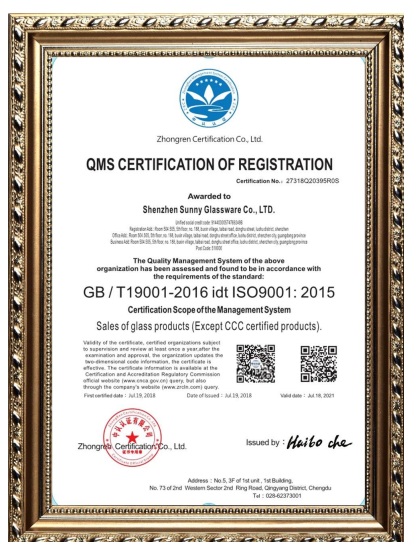 Zhongren Certification Co., Ltd.
QMS CERTIFICATION OF REGISTRATION
Certification No.: 27318Q20395R0S
Awarded to
Shenzhen Sunny Glassware Co., LTD.
The Quality Management System of the above
organization has been assessed and found to be in accordance with
the requirements of the standard:
GB / T19001-2016 idt ISO9001: 2015
Certification Scope of the Management System
Sales of glass products (Except CCC certified products).
Validity of the certificate, certified organizations subject
to supervision and review at least once a year,after the
examination and approval, the organization updates the
two-dimensional code information, the certificate is
effective. The certificate information is available at the
Certification and Accreditation Regulatory Commission
official website (www.cnca.gov.cn) query, but also
through the company's website (www.zrcln.com) query.
First certified date : Jul.19, 2018 Date of Issued : Jul.19, 2018 Valid date : Jul.19, 2021
Zhongren Certification Co., Ltd.
Issued by : Haibo che
Address : No.5, 3F of 1st unit , 1st Building,
No. 73 of 2nd Western Sector 2nd Ring Road, Qingyang District, Chengdu
Tel : 028-62373001